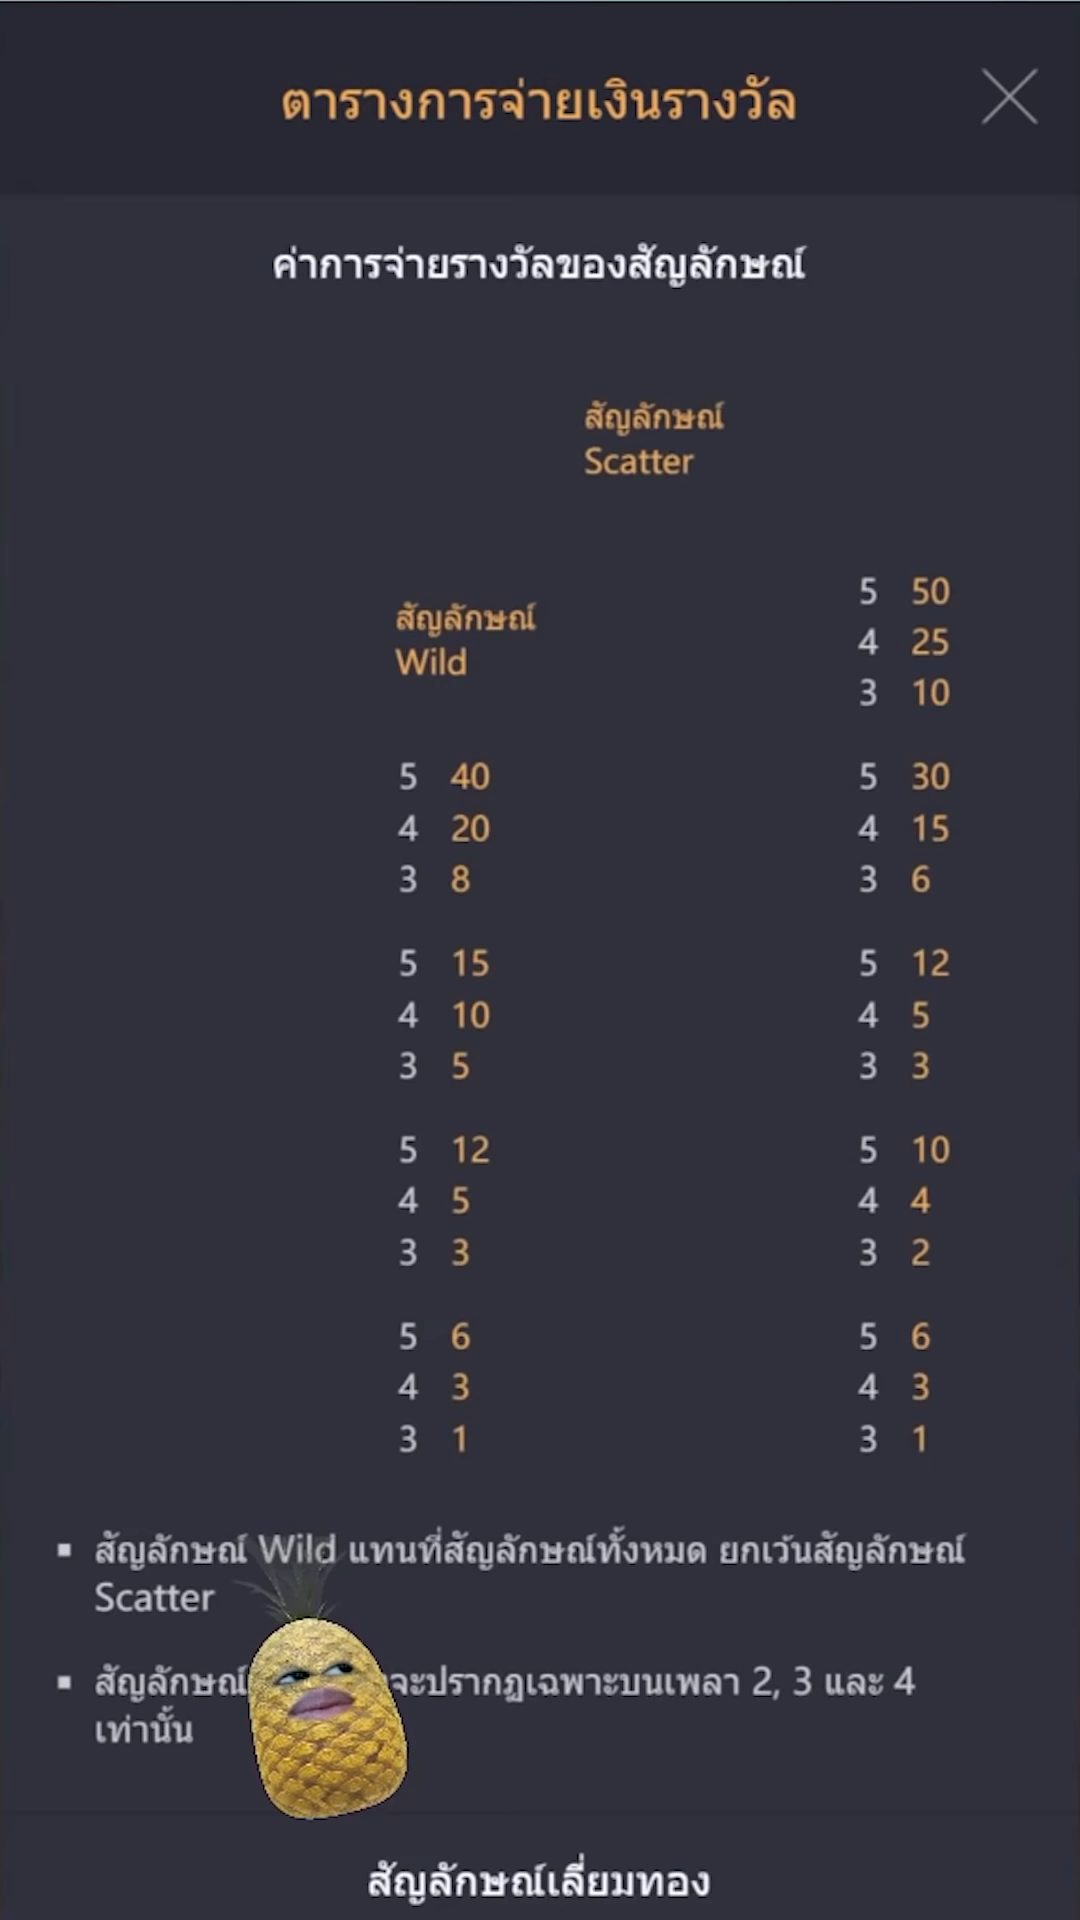 ตารางการจ่ายเงินรางวัล
ค่าการจ่ายรางวัลของสัญลักษณ์
สัญลักษณ์
Scatter
สัญลักษณ์
Wild
5 50
4 25
3 10
5 40
4 20
3 8
5 30
4 15
3 6
5 15
4 10
3 5
5 12
4 5
3 3
5 12
4 5
3 3
5 10
4 4
3 2
5 6
4 3
3 1
5 6
4 3
3 1
▪ สัญลักษณ์ Wild แทนที่สัญลักษณ์ทั้งหมด ยกเว้นสัญลักษณ์
Scatter
▪ สัญลักษณ์ จะปรากฏเฉพาะบนเพลา 2, 3 และ 4
เท่านั้น
สัญลักษณ์เลี่ยมทอง